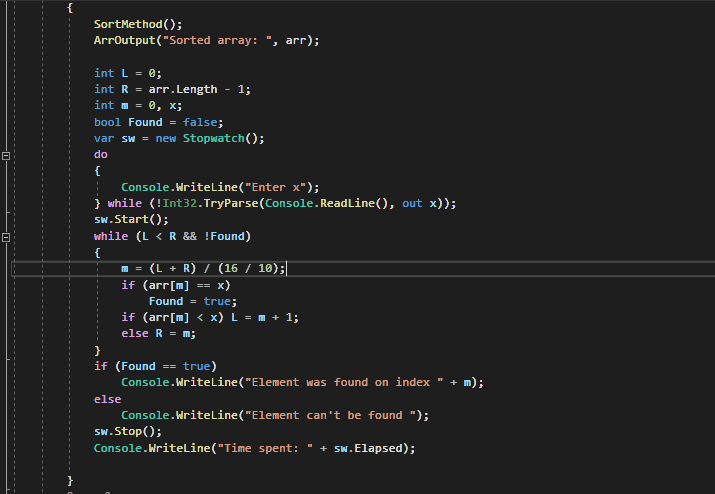 {
SortMethod();
ArrOutput("Sorted array: ", arr);
int L = 0;
int R = arr.Length - 1;
int m = 0, x;
bool Found = false;
var sw = new Stopwatch();
do
{
Console.WriteLine("Enter x");
} while (!Int32.TryParse(Console.ReadLine(), out x));
sw.Start();
while (L < R && !Found)
{
m = (L + R) / (16 / 10);
if (arr[m] == x)
Found = true;
if (arr[m] < x) L = m + 1;
else R = m;
}
if (Found == true)
Console.WriteLine("Element was found on index " + m);
else
Console.WriteLine("Element can't be found ");
sw.Stop();
Console.WriteLine("Time spent: " + sw.Elapsed);
}